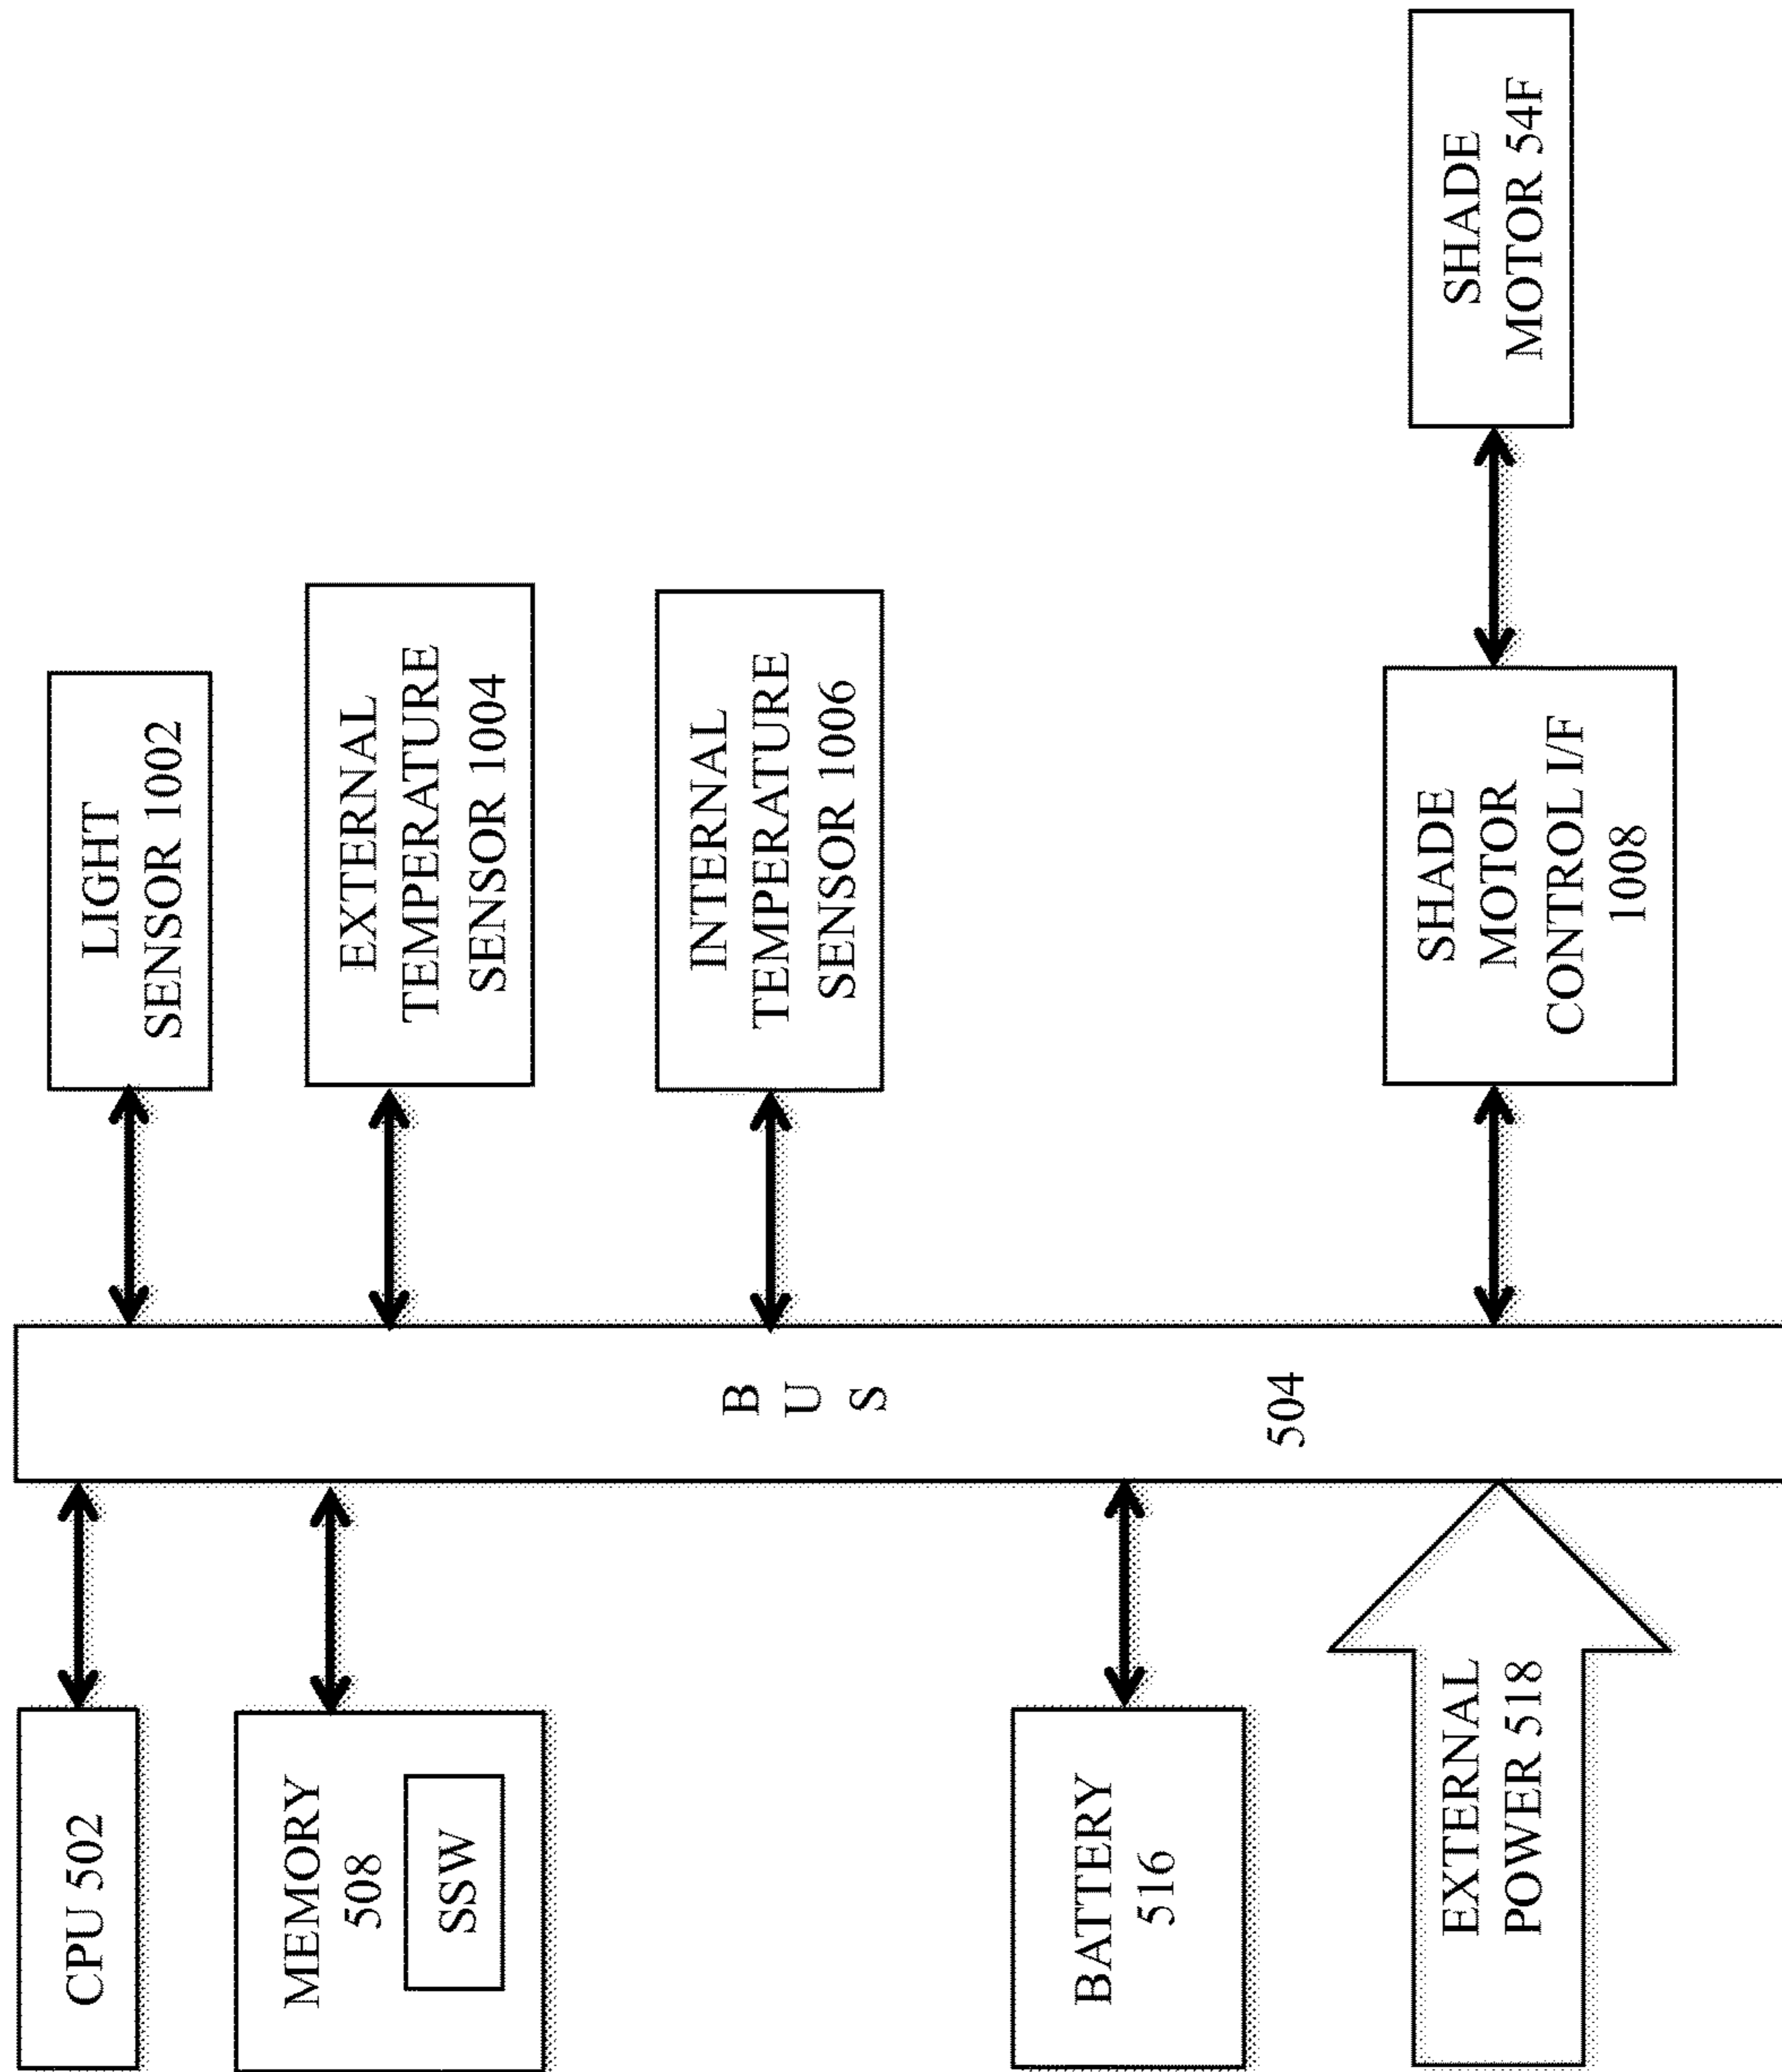 CPU 502
MEMORY
508
SSW
BATTERY
516
EXTERNAL
POWER 518
B
U
S
504
LIGHT
SENSOR 1002
EXTERNAL
TEMPERATURE
SENSOR 1004
INTERNAL
TEMPERATURE
SENSOR 1006
SHADE
MOTOR
CONTROL I/F
1008
SHADE
MOTOR 54F